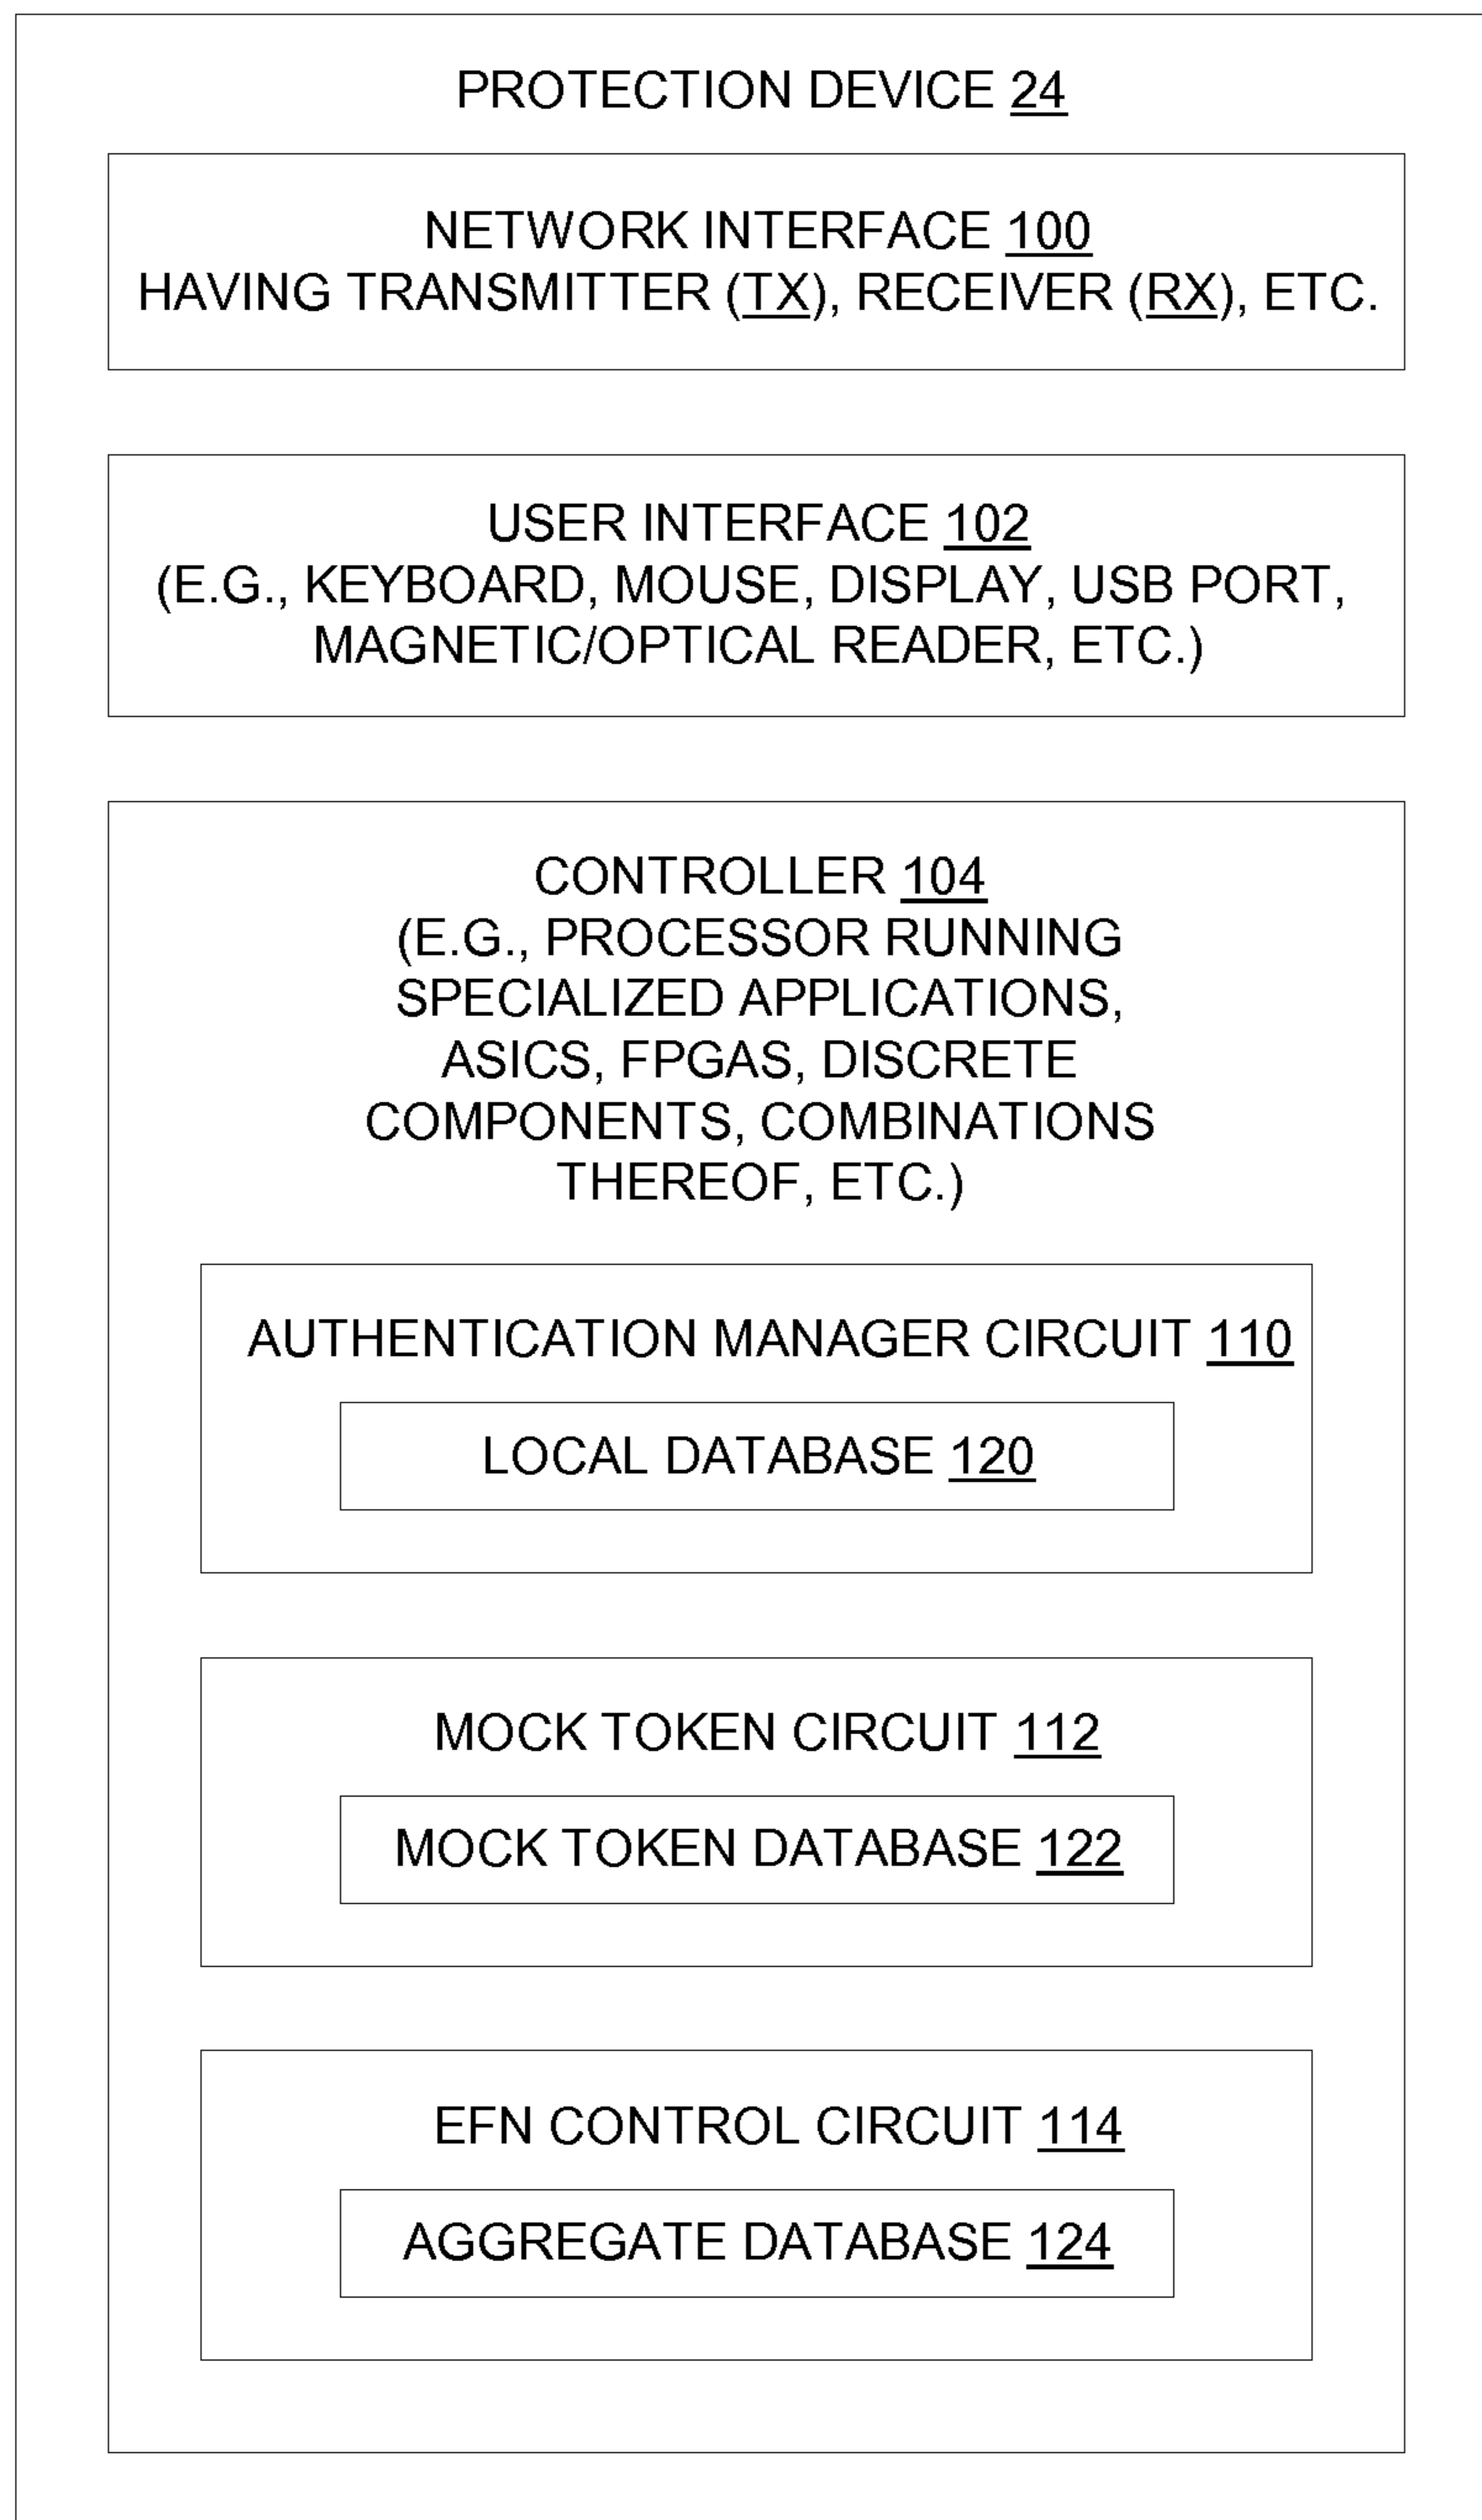 PROTECTION DEVICE 24
NETWORK INTERFACE 100
HAVING TRANSMITTER (TX), RECEIVER (RX), ETC.
USER INTERFACE 102
(E.G., KEYBOARD, MOUSE, DISPLAY, USB PORT,
MAGNETIC/OPTICAL READER, ETC.)
CONTROLLER 104
(E.G., PROCESSOR RUNNING
SPECIALIZED APPLICATIONS,
ASICS, FPGAS, DISCRETE
COMPONENTS, COMBINATIONS
THEREOF, ETC.)
AUTHENTICATION MANAGER CIRCUIT 110
LOCAL DATABASE 120
MOCK TOKEN CIRCUIT 112
MOCK TOKEN DATABASE 122
EFN CONTROL CIRCUIT 114
AGGREGATE DATABASE 124